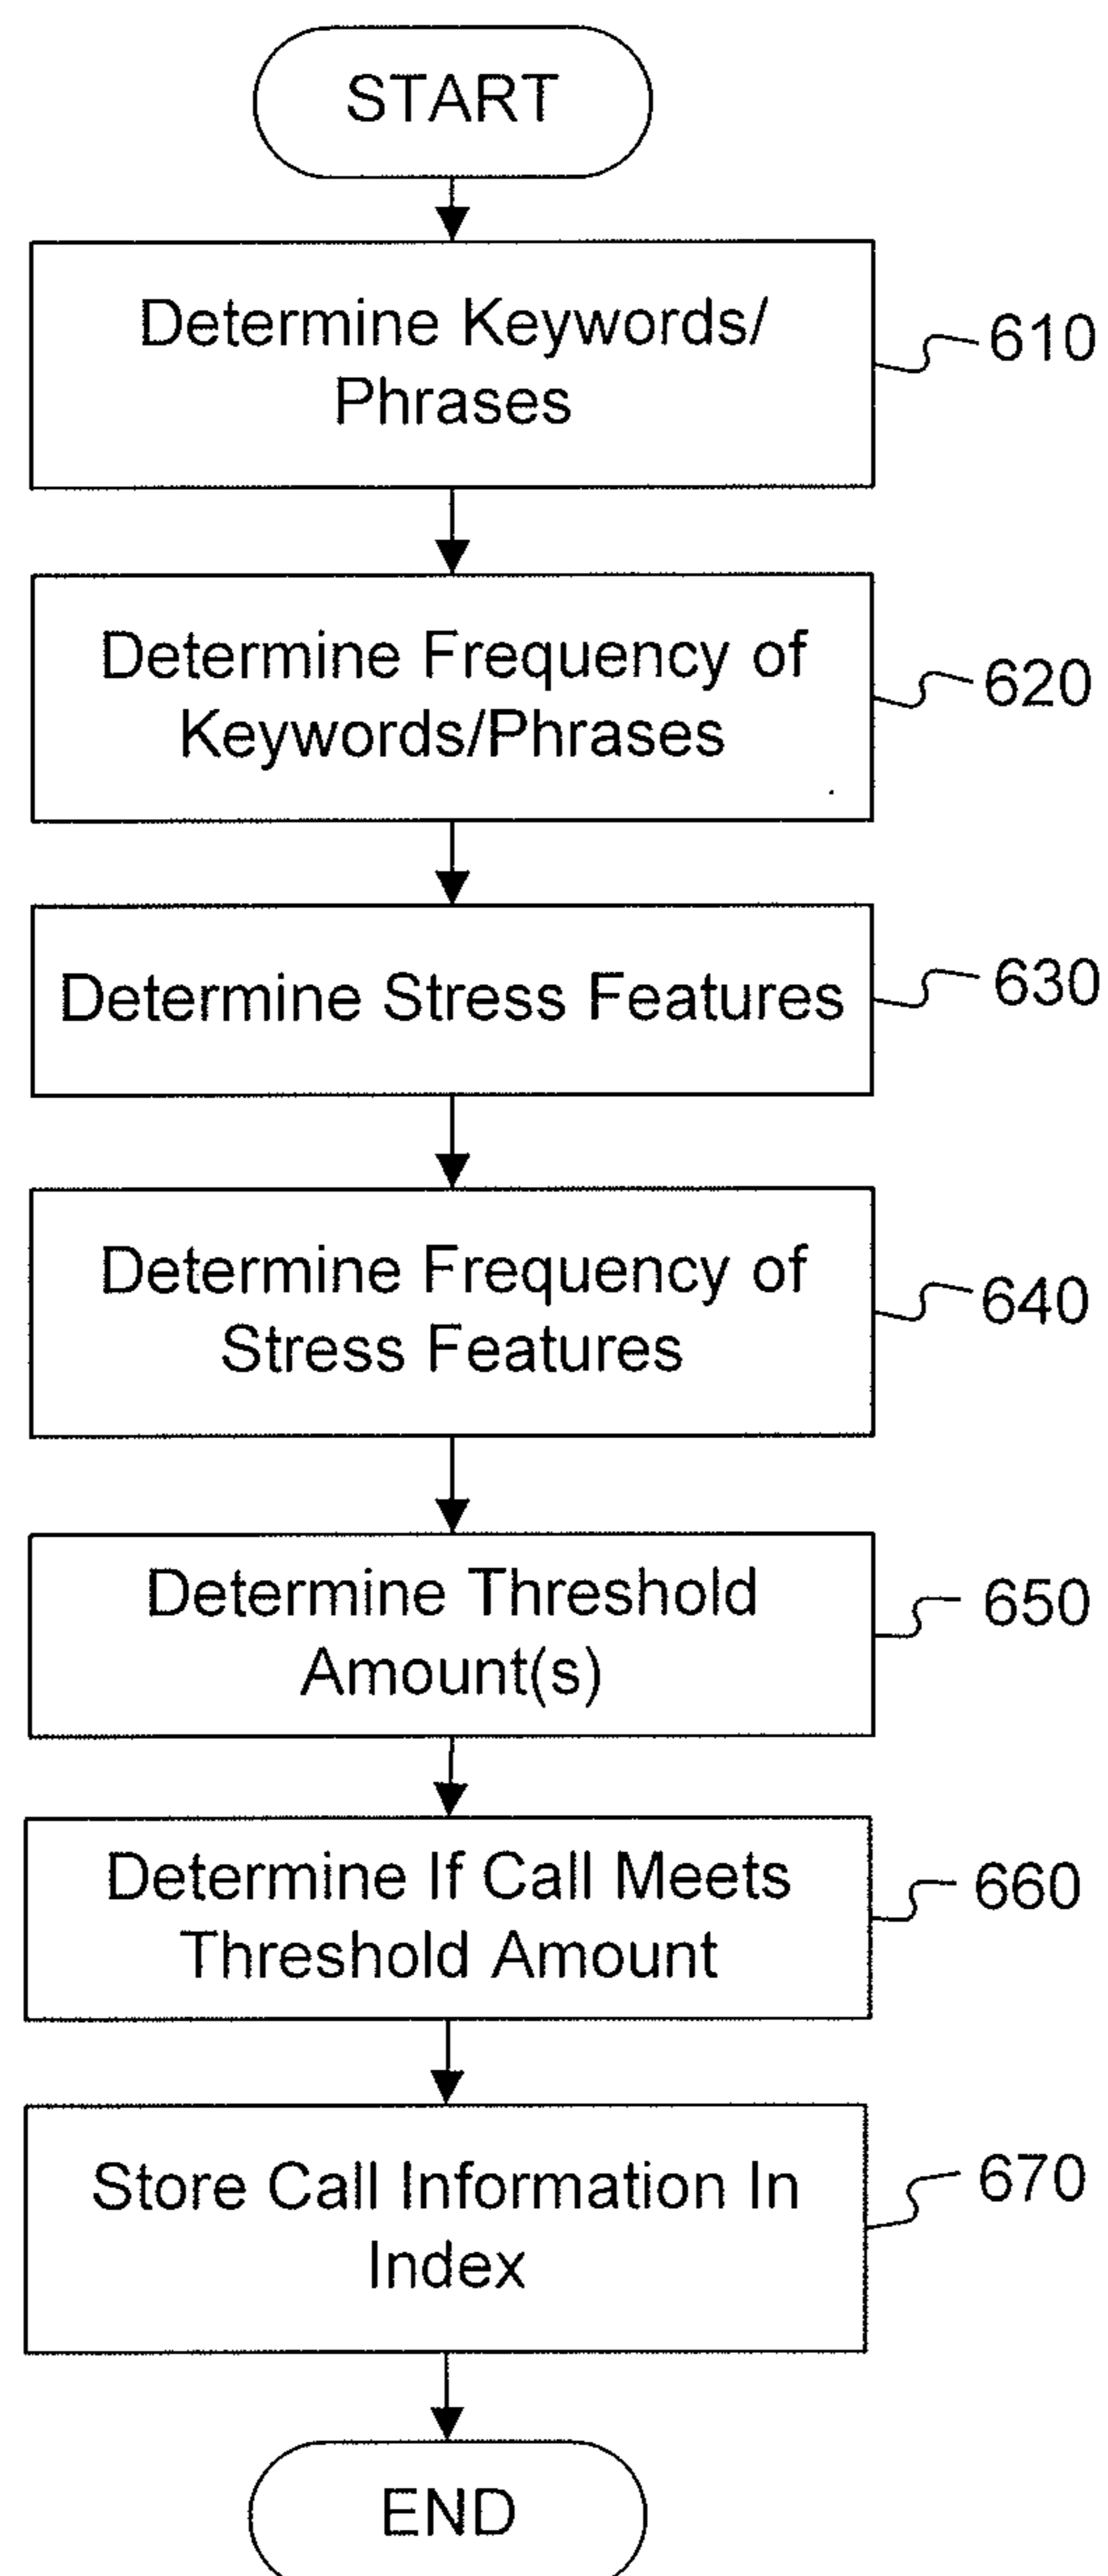 START
Determine Keywords/
Phrases
610
Determine Frequency of
Keywords/Phrases
620
Determine Stress Features
630
Determine Frequency of
Stress Features
640
Determine Threshold
Amount(s)
650
Determine If Call Meets
Threshold Amount
660
Store Call Information In
Index
670
END